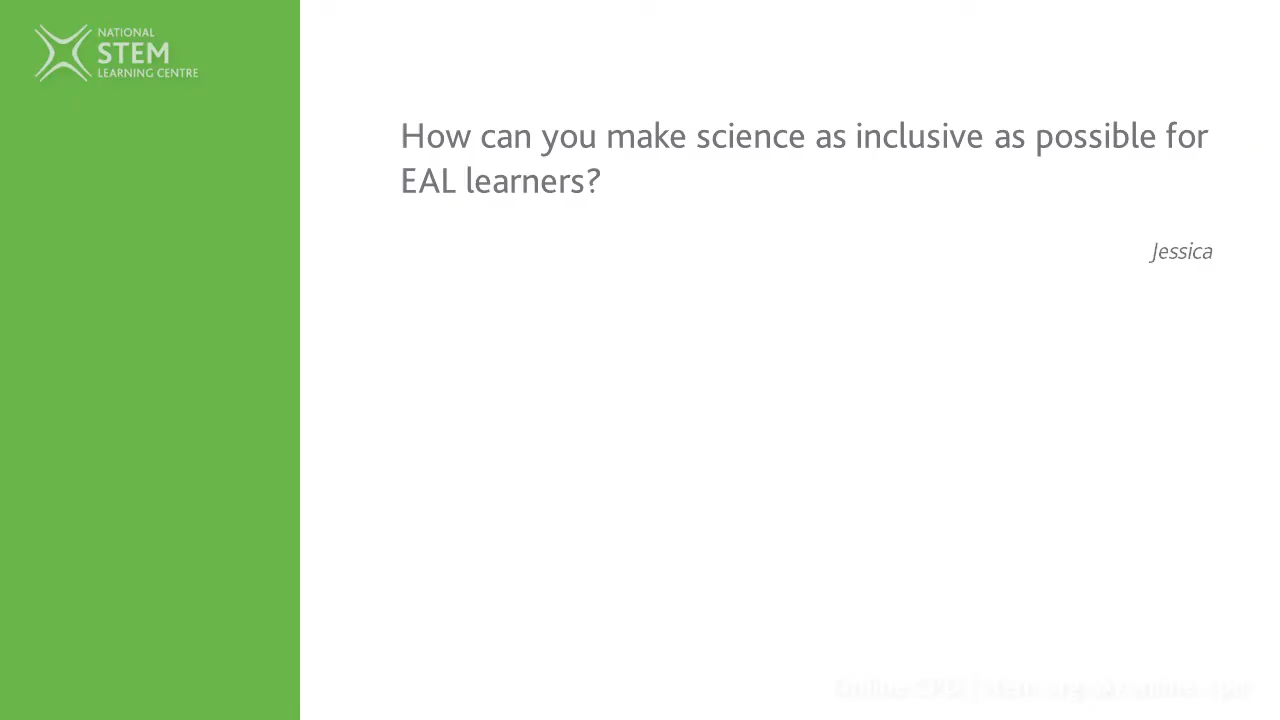 NATIONAL
STEM
LEARNING CENTRE
How can you make science as inclusive as possible for
EAL learners?
Jessica